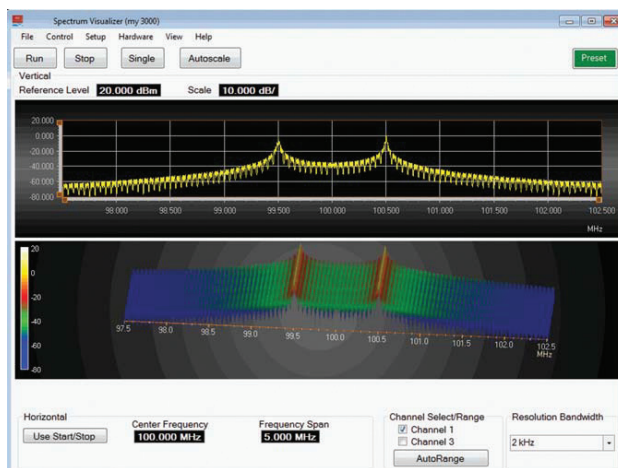 Spectrum Visualizer (my 3000)
File Control Setup Hardware View Help
Run Stop Single Autoscale Preset
Vertical
Reference Level 20.000 dBm Scale 10.000 dB/
20.000
0.000
-20.000
-40.000
-60.000
-80.000
98.000 98.500 99.000 99.500 100.000 100.500 101.000 101.500 102.000 102.500
MHz
20
0
-20
-40
-60
-80
97.5 98.0 98.5 99.0 99.5 100.0 100.5 101.0 101.5 102.0 102.5
MHz
Horizontal
Use Start/Stop
Center Frequency
100.000 MHz
Frequency Span
5.000 MHz
Channel Select/Range
Channel 1
Channel 3
AutoRange
Resolution Bandwidth
2 kHz